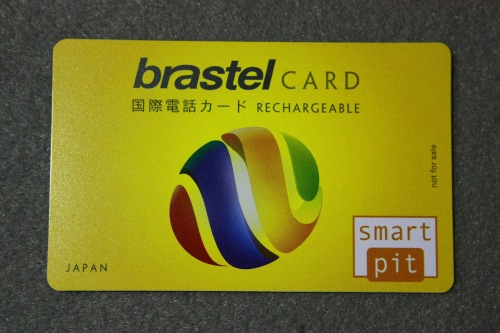 brastel CARD
国際電話カード RECHARGEABLE
not for sale
smart
pit
JAPAN